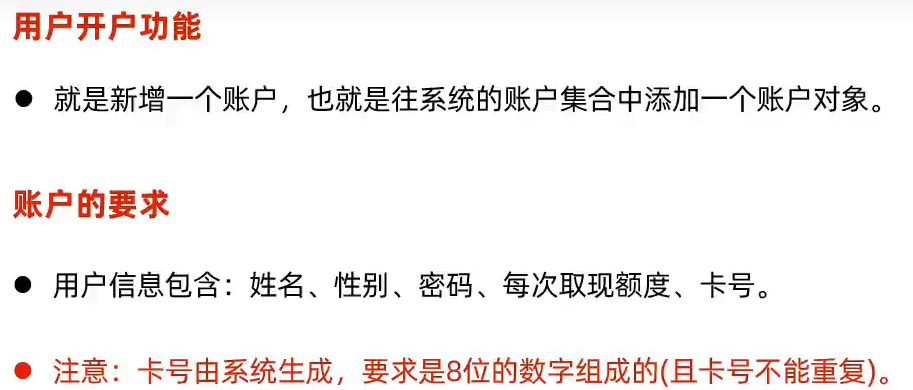 用户开户功能
● 就是新增一个账户，也就是往系统的账户集合中添加一个账户对象。
账户的要求
● 用户信息包含：姓名、性别、密码、每次取现额度、卡号。
● 注意：卡号由系统生成，要求是8位的数字组成的(且卡号不能重复)。